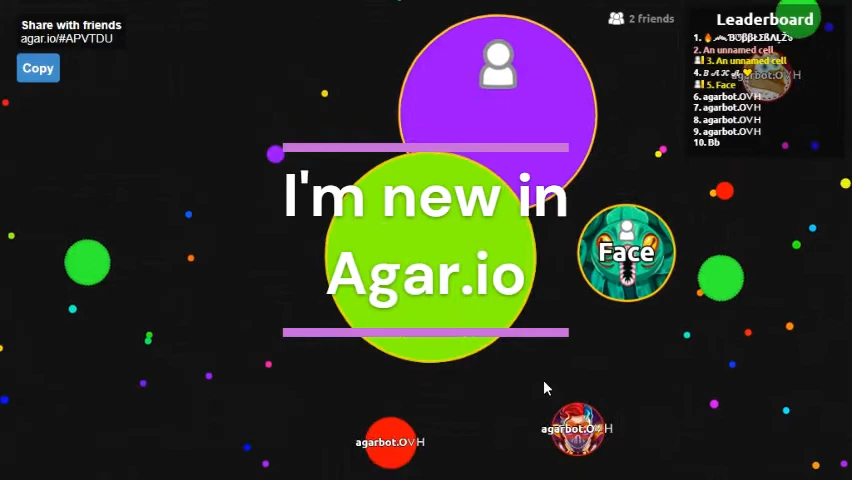 Share with friends
agar.io/#APVTDU
Copy
2 friends
Leaderboard
2. An unnamed cell
3. An unnamed cell
5. Face
6. agarbot.OVH
7. agarbot.OVH
8. agarbot.OVH
9. agarbot.OVH
10. Bb
agarbot.OVH
I'm new in
Agar.io
Face
agarbot.OVH
agarbot.OVH